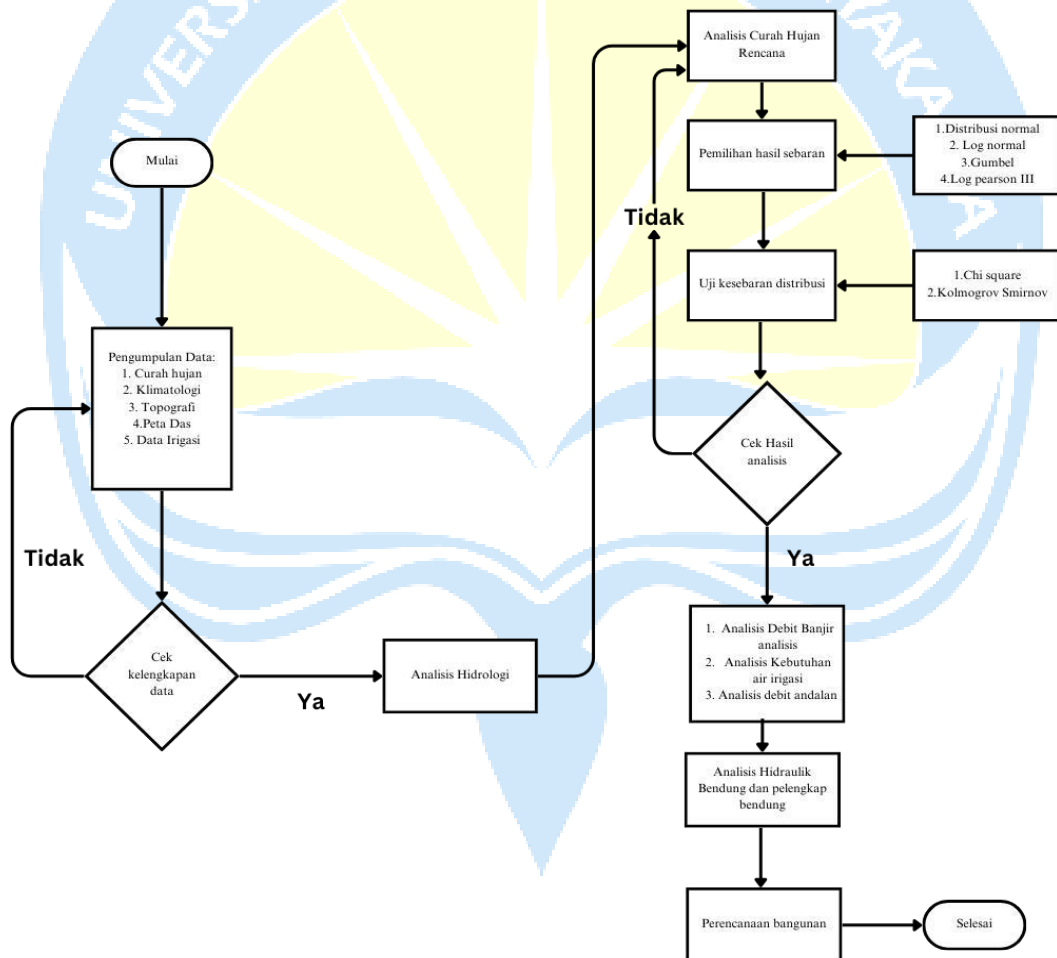 UNIVERS
AKA
A
Mulai
Pengumpulan Data:
1. Curah hujan
2. Klimatologi
3. Topografi
4.Peta Das
5. Data Irigasi
Tidak
Cek
kelengkapan
data
Ya
Analisis Hidrologi
Analisis Curah Hujan
Rencana
Pemilihan hasil sebaran
1.Distribusi normal
2. Log normal
3.Gumbel
4.Log pearson III
Tidak
Uji kesebaran distribusi
1.Chi square
2.Kolmogrov Smirnov
Cek Hasil
analisis
Ya
1. Analisis Debit Banjir
analisis
2. Analisis Kebutuhan
air irigasi
3. Analisis debit andalan
Analisis Hidraulik
Bendung dan pelengkap
bendung
Perencanaan bangunan
Selesai